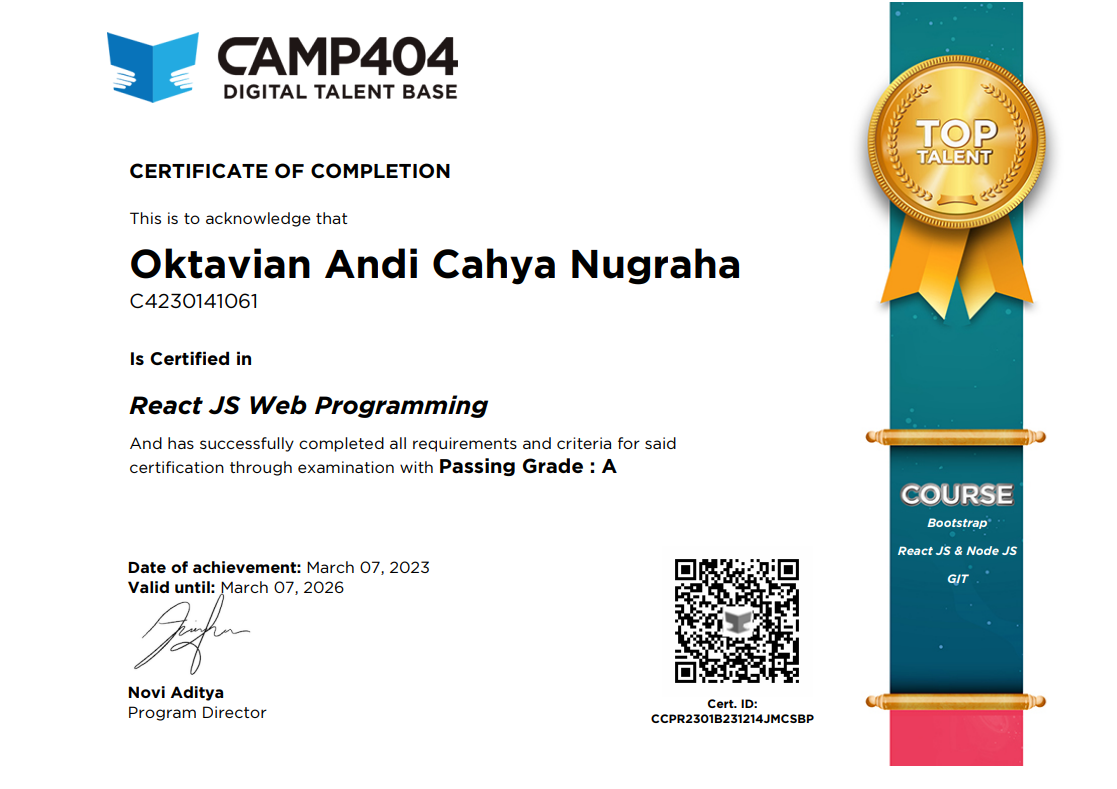 CAMP404
DIGITAL TALENT BASE
CERTIFICATE OF COMPLETION
This is to acknowledge that
Oktavian Andi Cahya Nugraha
C4230141061
Is Certified in
React JS Web Programming
And has successfully completed all requirements and criteria for said
certification through examination with Passing Grade : A
Date of achievement: March 07, 2023
Valid until: March 07, 2026
Novi Aditya
Program Director
Cert. ID:
CCPR2301B231214JMCSBP
TOP
TALENT
COURSE
Bootstrap
React JS & Node JS
GIT